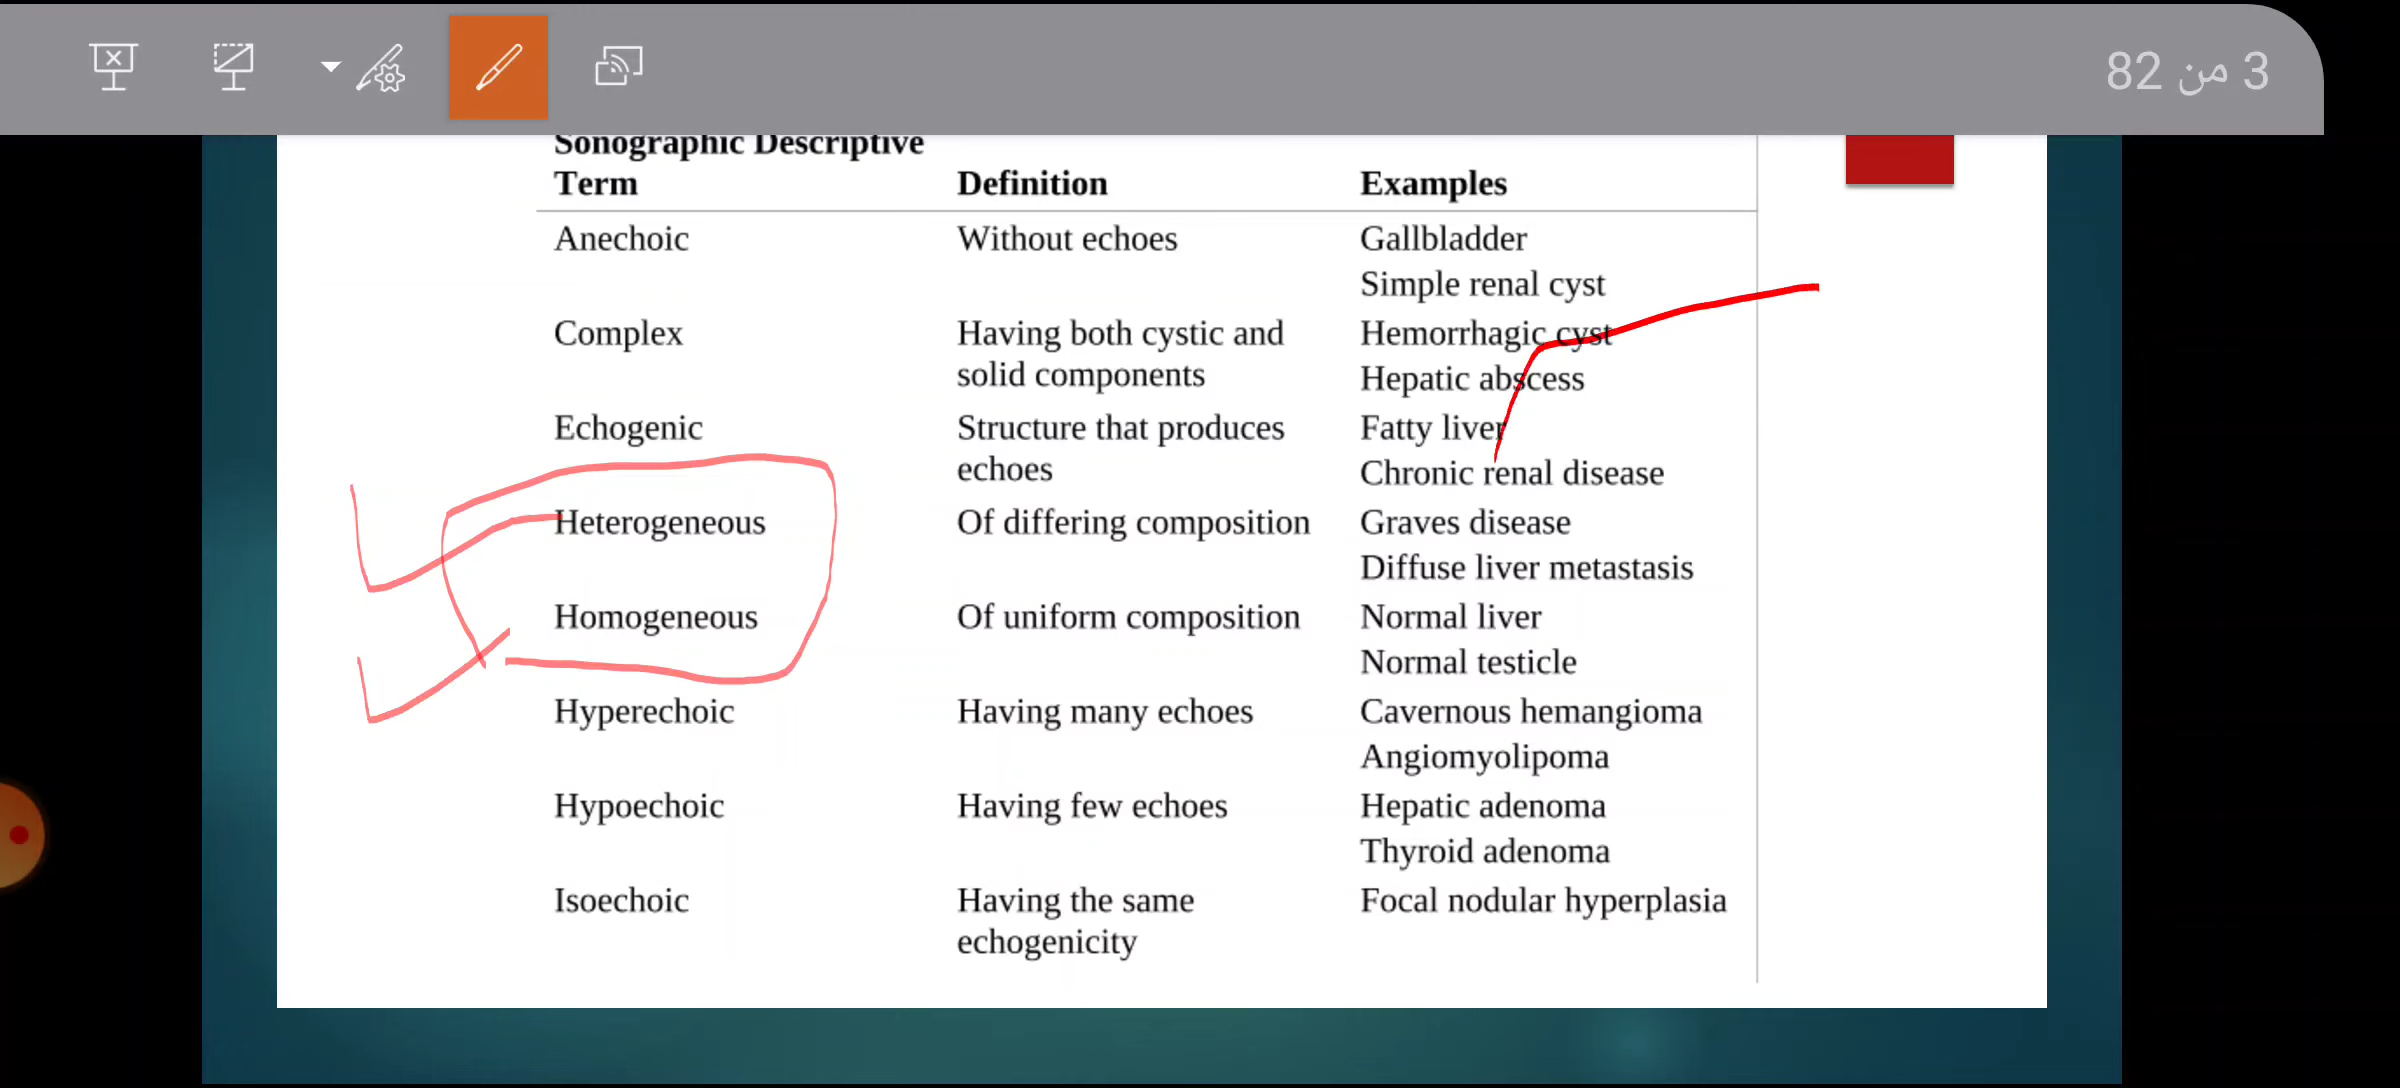 3 من 82
Sonographic Descriptive
Term Definition Examples
Anechoic Without echoes Gallbladder
Simple renal cyst
Complex Having both cystic and Hemorrhagic cyst
solid components Hepatic abscess
Echogenic Structure that produces Fatty liver
echoes Chronic renal disease
Heterogeneous Of differing composition Graves disease
Diffuse liver metastasis
Homogeneous Of uniform composition Normal liver
Normal testicle
Hyperechoic Having many echoes Cavernous hemangioma
Angiomyolipoma
Hypoechoic Having few echoes Hepatic adenoma
Thyroid adenoma
Isoechoic Having the same Focal nodular hyperplasia
echogenicity